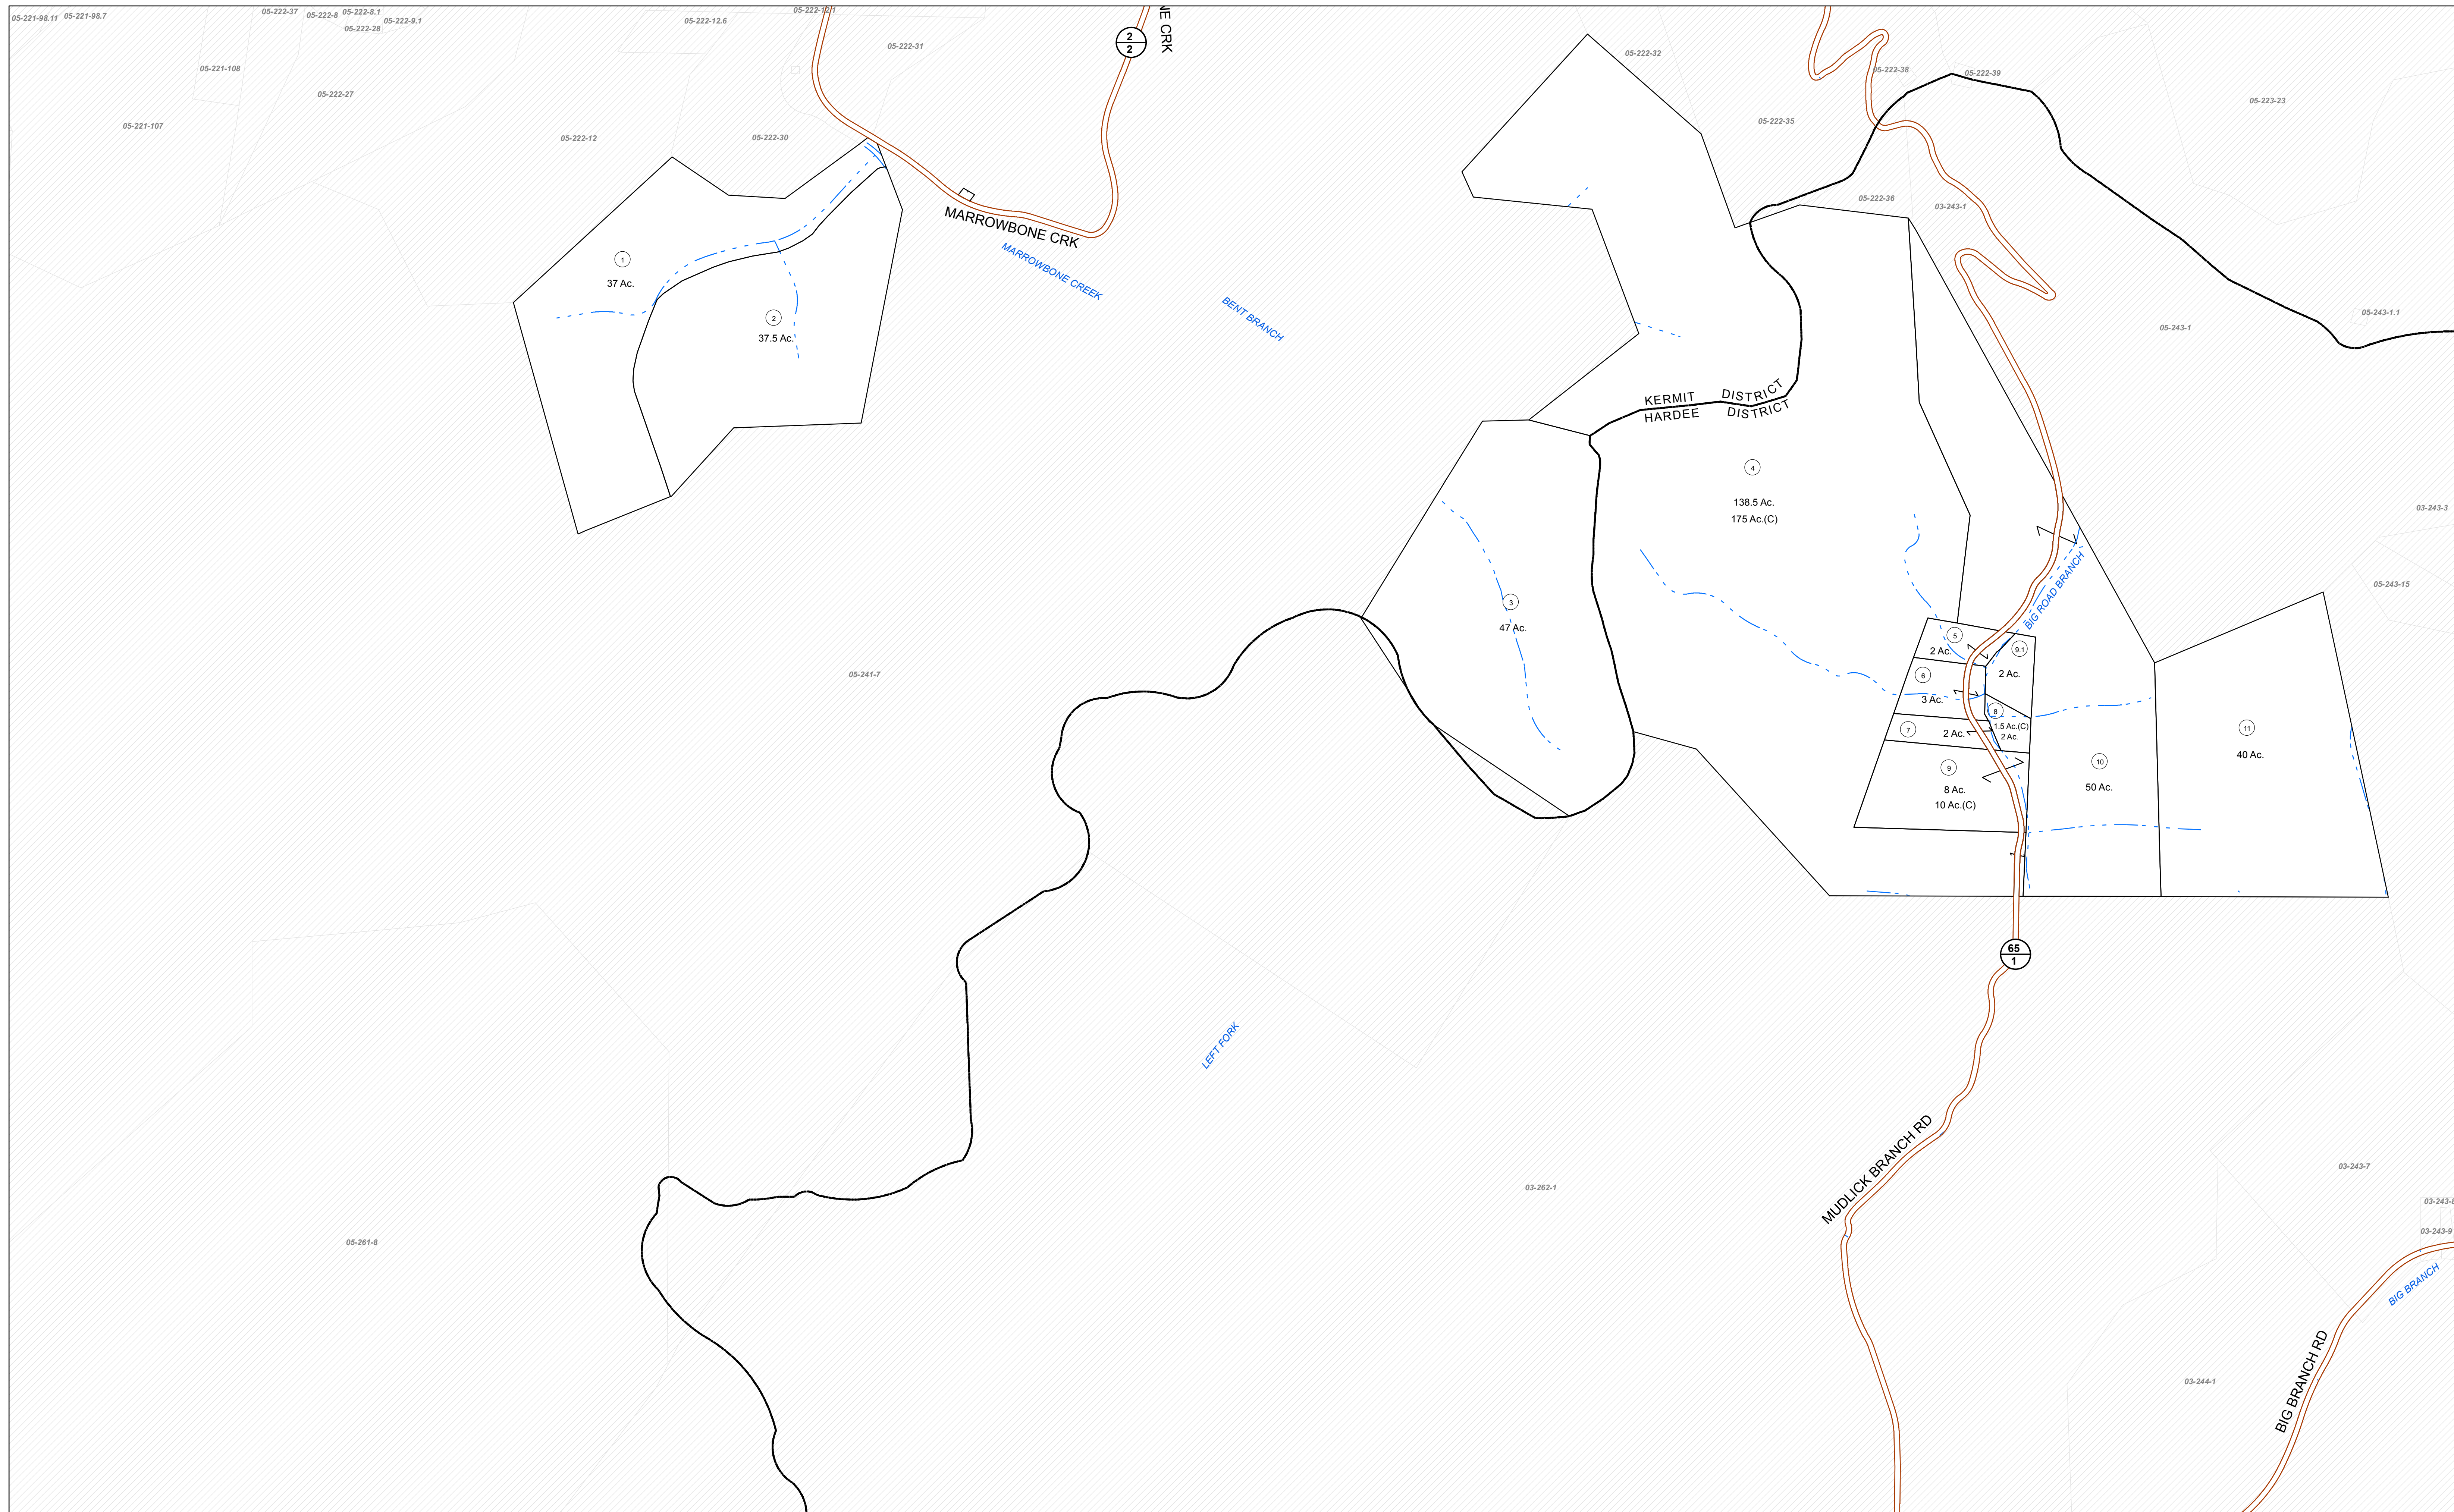 05-221-98.11
05-221-98.7
05-222-37
05-222-8
05-222-8.1
05-222-9.1
05-222-28
05-222-12.6
05-222-12.1
05-222-31
2
2
NE CRK
05-222-32
05-222-38
05-222-39
05-221-108
05-222-27
05-223-23
05-221-107
05-222-12
05-222-30
05-222-35
05-222-36
03-243-1
MARROWBONE CRK
MARROWBONE CREEK
1
37 Ac.
2
37.5 Ac.
BENT BRANCH
05-243-1.1
05-243-1
KERMIT DISTRICT
HARDEE DISTRICT
4
138.5 Ac.
175 Ac.(C)
03-243-3
05-243-15
BIG ROAD BRANCH
3
47 Ac.
5
2 Ac.
9.1
2 Ac.
6
3 Ac.
8
1.5 Ac.(C)
2 Ac.
7
2 Ac.
9
8 Ac.
10 Ac.(C)
10
50 Ac.
11
40 Ac.
05-241-7
65
1
LEFT FORK
MUDLICK BRANCH RD
03-262-1
03-243-7
03-243-8
03-243-9
05-261-8
BIG BRANCH
BIG BRANCH RD
03-244-1